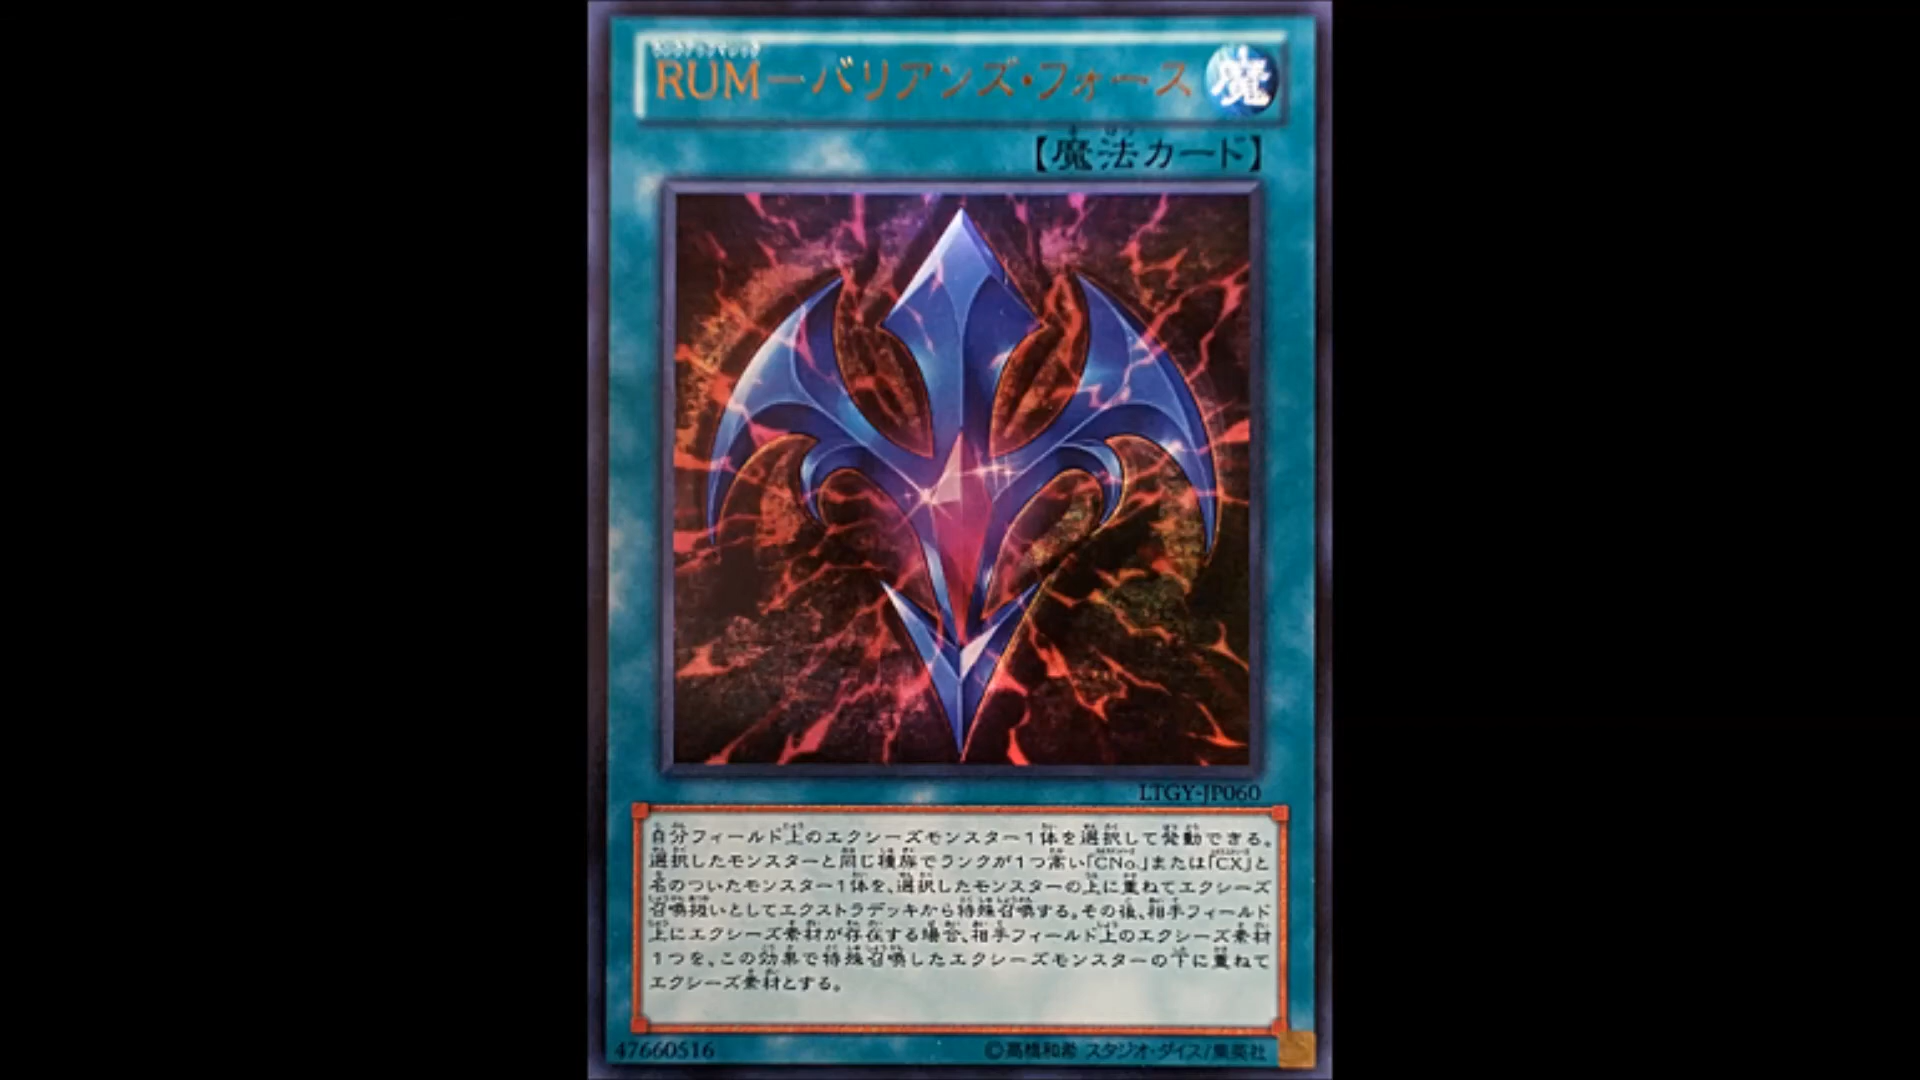 ランクアップマジック
RUM－バリアンズ・フォース
魔
【魔法カード】
LTGY-JP060
自分フィールド上のエクシーズモンスター１体を選択して発動できる。
選択したモンスターと同じ種族でランクが１つ高い「CNo.」または「CX」と
名のついたモンスター１体を、選択したモンスターの上に重ねてエクシーズ
召喚扱いとしてエクストラデッキから特殊召喚する。その後、相手フィールド
上にエクシーズ素材が存在する場合、相手フィールド上のエクシーズ素材
１つを、この効果で特殊召喚したエクシーズモンスターの下に重ねて
エクシーズ素材とする。
47660516
©高橋和希 スタジオ・ダイス/集英社